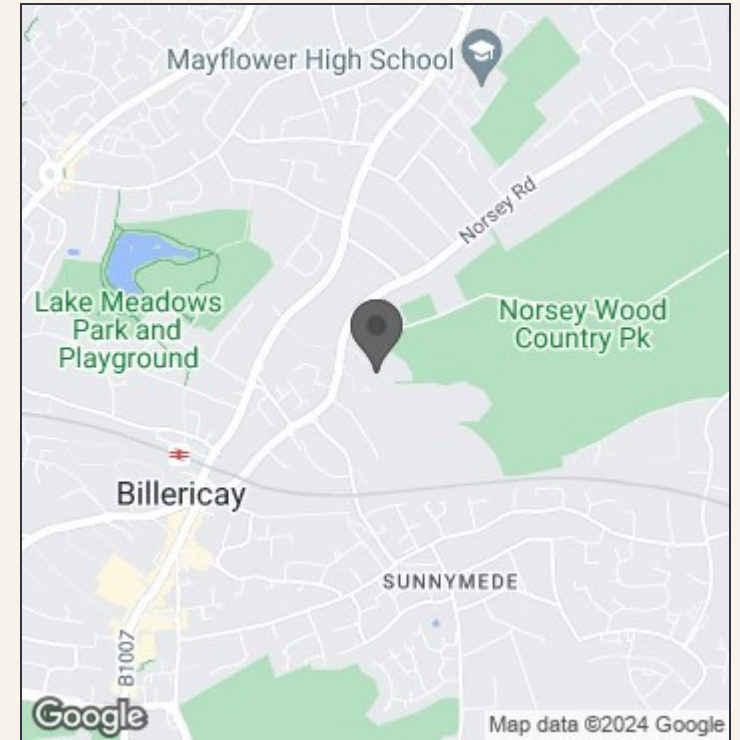 Mayflower High School
Norsey Rd
Lake Meadows
Park and
Playground
Norsey Wood
Country Pk
Billericay
SUNNYMEDE
B1007
Google
Map data ©2024 Google